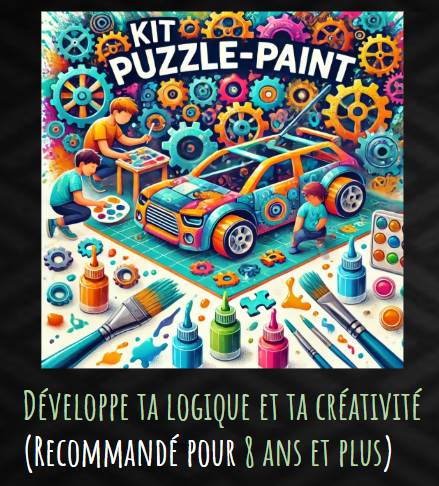 KIT
PUZZLE-PAINT
Développe ta logique et ta créativité
(Recommandé pour 8 ans et plus)